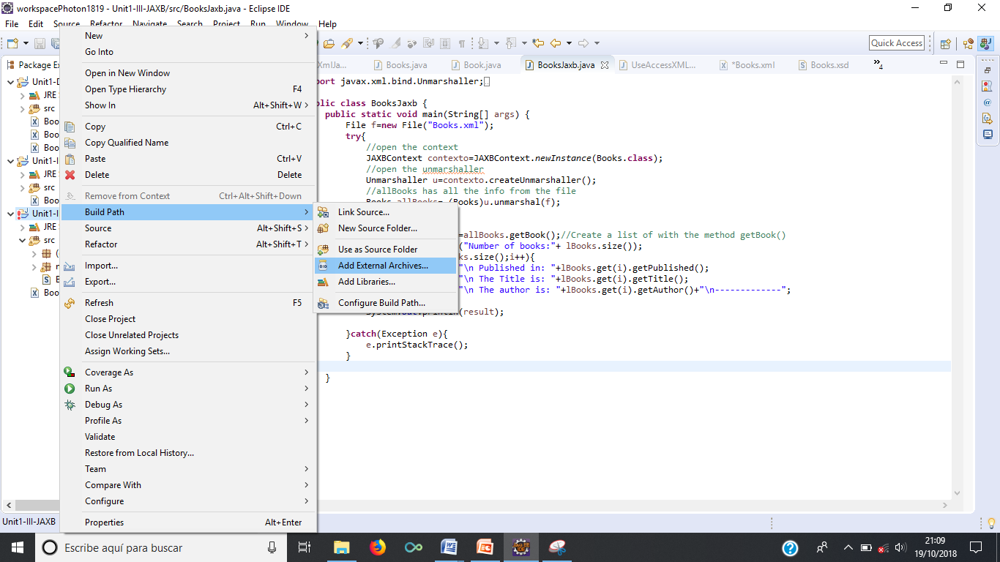 workspacePhoton1819 - Unit1-III-JAXB/src/BooksJaxb.java - Eclipse IDE
File Edit Source Refactor Navigate Search Project Run Window Help
Quick Access
Package Ex
Books.java
Book.java
BooksJaxb.java
UseAccessXML...
*Books.xml
Books.xsd
»4
Unit1-
JRE
src
Boo
Boo
Boo
Unit1-I
JRE
src
Boo
Unit1-I
JRE
src
Boo
New
Go Into
Open in New Window
Open Type Hierarchy F4
Show In Alt+Shift+W
Copy Ctrl+C
Copy Qualified Name
Paste Ctrl+V
Delete Delete
Remove from Context Ctrl+Alt+Shift+Down
Build Path
Source Alt+Shift+S
Refactor Alt+Shift+T
Import...
Export...
Refresh F5
Close Project
Close Unrelated Projects
Assign Working Sets...
Coverage As
Run As
Debug As
Profile As
Validate
Restore from Local History...
Team
Compare With
Configure
Properties Alt+Enter
Link Source...
New Source Folder...
Use as Source Folder
Add External Archives...
Add Libraries...
Configure Build Path...
ort javax.xml.bind.Unmarshaller;
lic class BooksJaxb {
public static void main(String[] args) {
File f=new File("Books.xml");
try{
//open the context
JAXBContext contexto=JAXBContext.newInstance(Books.class);
//open the unmarshaller
Unmarshaller u=contexto.createUnmarshaller();
//allBooks has all the info from the file
Books allBooks= (Books)u.unmarshal(f);
=allBooks.getBook();//Create a list of with the method getBook()
("Number of books:"+ lBooks.size());
ks.size();i++){
"\n Published in: "+lBooks.get(i).getPublished();
"\n The Title is: "+lBooks.get(i).getTitle();
"\n The author is: "+lBooks.get(i).getAuthor()+"\n-------------";
System.out.println(result);
}catch(Exception e){
e.printStackTrace();
}
}
Unit1-III-JAXB
Escribe aquí para buscar
21:09
19/10/2018